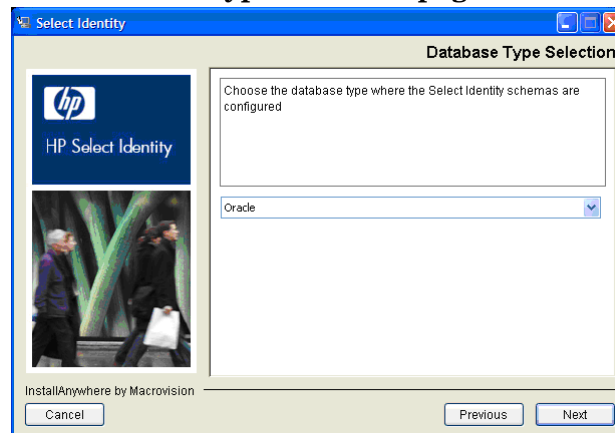 Select Identity
Database Type Selection
hp
HP Select Identity
Choose the database type where the Select Identity schemas are
configured
Oracle
InstallAnywhere by Macrovision
Cancel
Previous
Next